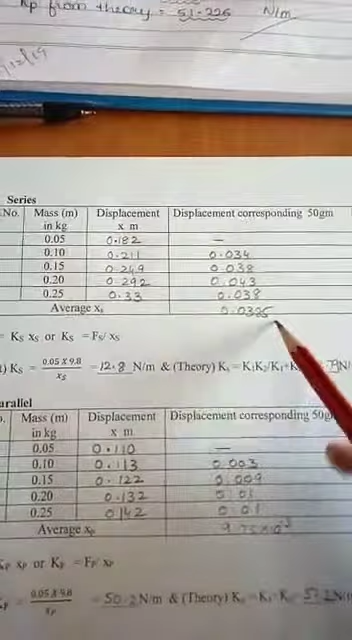 Kp from theory = 51.226 N/m
/12/19
Series
.No. Mass (m) in kg Displacement x m Displacement corresponding 50gm
0.05 0.182 —
0.10 0.211 0.034
0.15 0.249 0.038
0.20 0.292 0.043
0.25 0.33 0.038
Average xs 0.0385
= KS xS or KS = FS/ xS
) KS = 0.05 X 9.8 / xS = 12.8 N/m & (Theory) Ks = K1K2/K1+K
N/
arallel
o. Mass (m) in kg Displacement x m Displacement corresponding 50g
0.05 0.110 —
0.10 0.113 0.003
0.15 0.122 0.009
0.20 0.132 0.01
0.25 0.142 0.01
Average xp
KP xP or KP = FP/ xP
0.05 X 9.8 / xP = 50.2 N/m & (Theory)